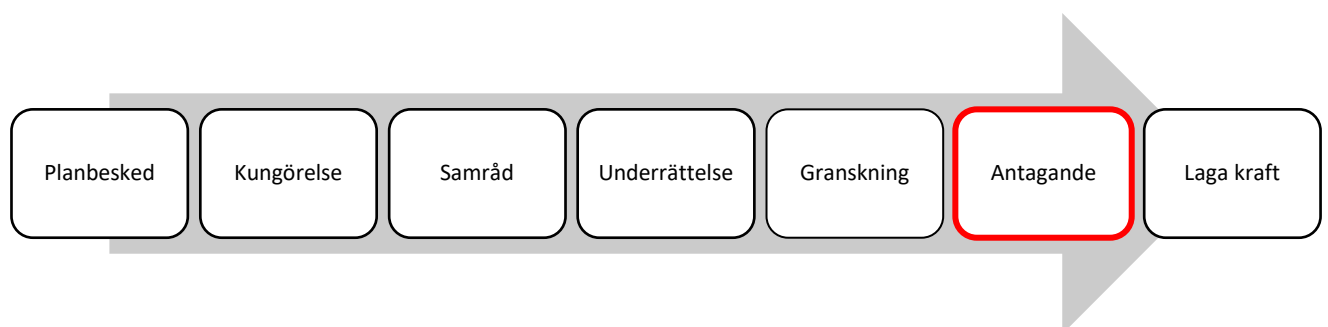 Planbesked
Kungörelse
Samråd
Underrättelse
Granskning
Antagande
Laga kraft